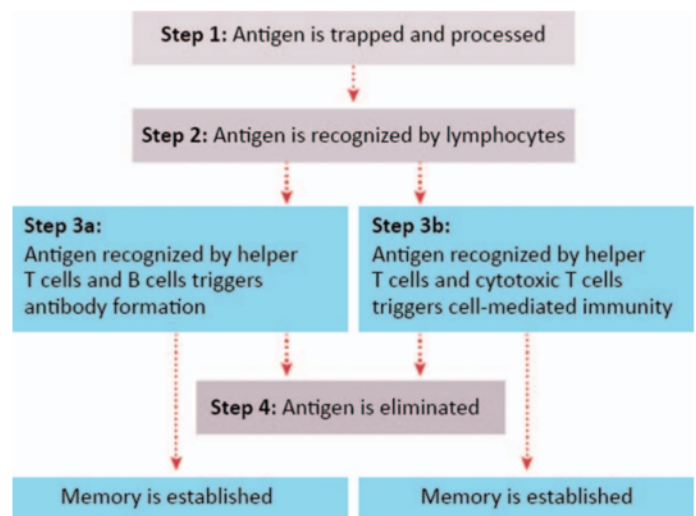 Step 1: Antigen is trapped and processed
Step 2: Antigen is recognized by lymphocytes
Step 3a:
Antigen recognized by helper
T cells and B cells triggers
antibody formation
Step 3b:
Antigen recognized by helper
T cells and cytotoxic T cells
triggers cell-mediated immunity
Step 4: Antigen is eliminated
Memory is established
Memory is established